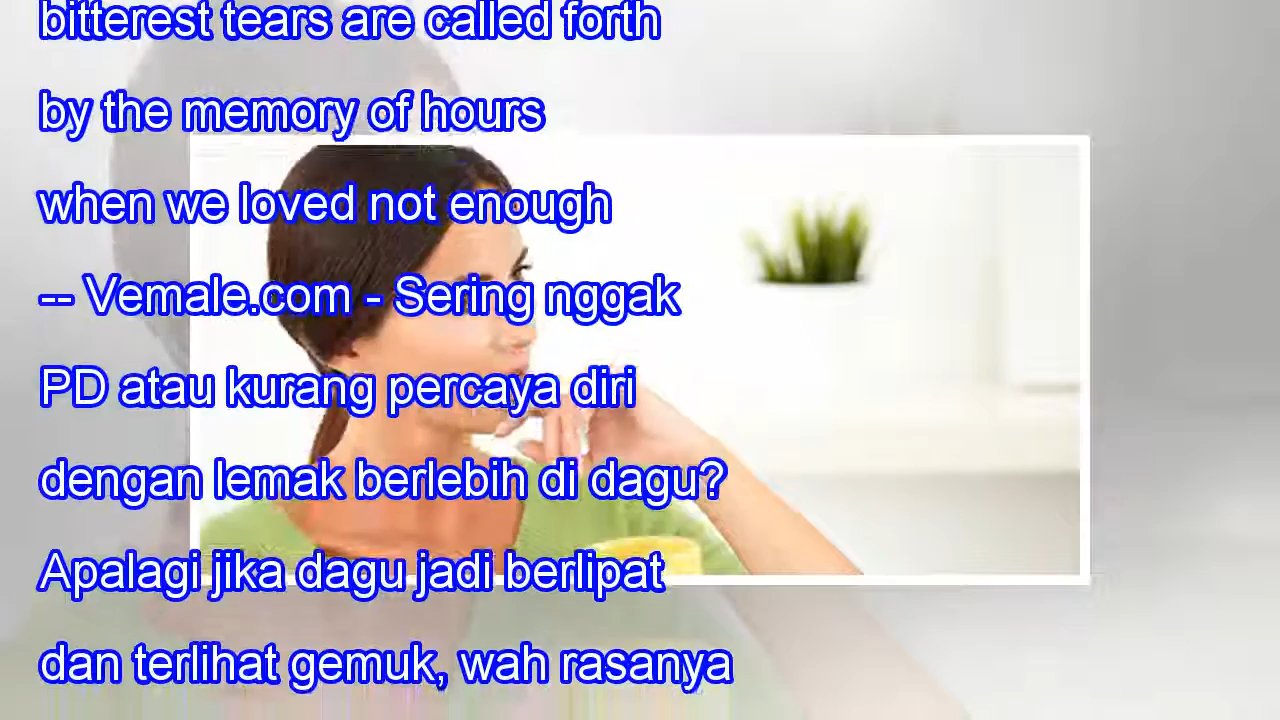 bitterest tears are called forth
by the memory of hours
when we loved not enough
-- Vemale.com - Sering nggak
PD atau kurang percaya diri
dengan lemak berlebih di dagu?
Apalagi jika dagu jadi berlipat
dan terlihat gemuk, wah rasanya